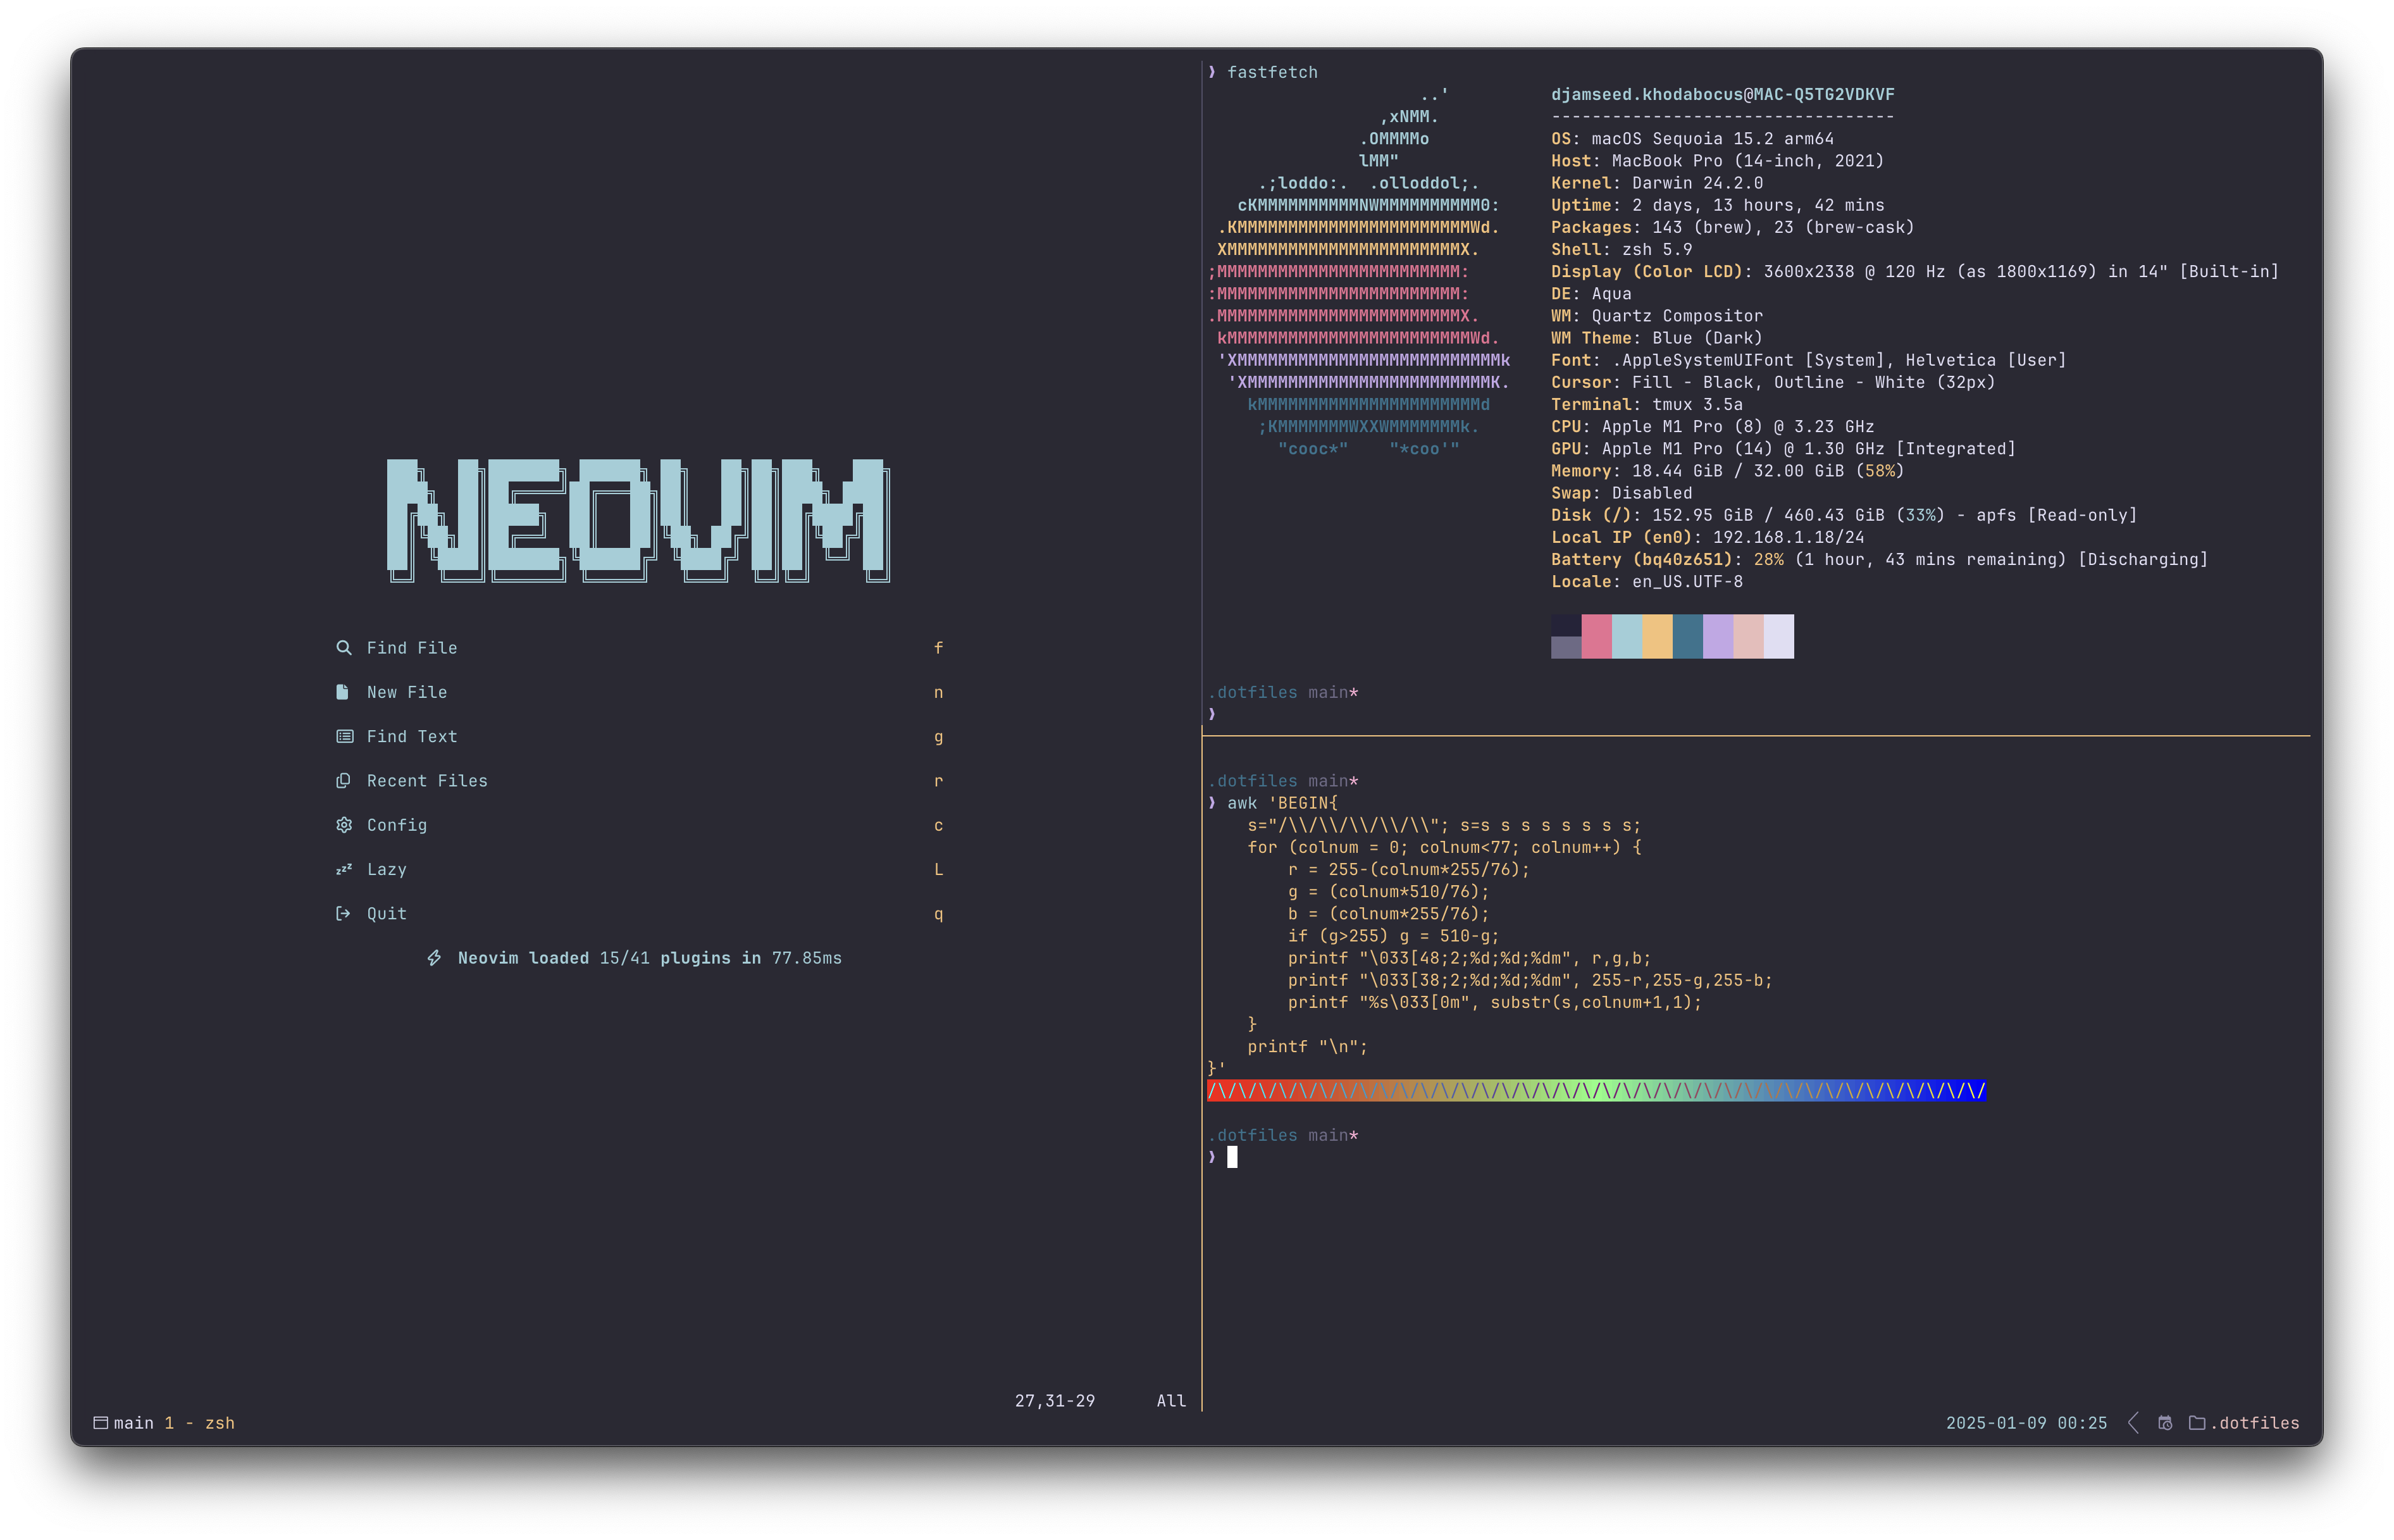 NEOVIM
Find File f
New File n
Find Text g
Recent Files r
Config c
Lazy L
Quit q
Neovim loaded 15/41 plugins in 77.85ms
27,31-29 All
❫ fastfetch
..'
,xNMM.
.OMMMMo
lMM"
.;loddo:. .olloddol;.
cKMMMMMMMMMMNWMMMMMMMMMM0:
.KMMMMMMMMMMMMMMMMMMMMMMMWd.
XMMMMMMMMMMMMMMMMMMMMMMMX.
;MMMMMMMMMMMMMMMMMMMMMMMM:
:MMMMMMMMMMMMMMMMMMMMMMMM:
.MMMMMMMMMMMMMMMMMMMMMMMMX.
kMMMMMMMMMMMMMMMMMMMMMMMMWd.
'XMMMMMMMMMMMMMMMMMMMMMMMMMMk
'XMMMMMMMMMMMMMMMMMMMMMMMMK.
kMMMMMMMMMMMMMMMMMMMMMMd
;KMMMMMMMWXXWMMMMMMMk.
"cooc*" "*coo'"
djamseed.khodabocus@MAC-Q5TG2VDKVF
----------------------------------
OS: macOS Sequoia 15.2 arm64
Host: MacBook Pro (14-inch, 2021)
Kernel: Darwin 24.2.0
Uptime: 2 days, 13 hours, 42 mins
Packages: 143 (brew), 23 (brew-cask)
Shell: zsh 5.9
Display (Color LCD): 3600x2338 @ 120 Hz (as 1800x1169) in 14" [Built-in]
DE: Aqua
WM: Quartz Compositor
WM Theme: Blue (Dark)
Font: .AppleSystemUIFont [System], Helvetica [User]
Cursor: Fill - Black, Outline - White (32px)
Terminal: tmux 3.5a
CPU: Apple M1 Pro (8) @ 3.23 GHz
GPU: Apple M1 Pro (14) @ 1.30 GHz [Integrated]
Memory: 18.44 GiB / 32.00 GiB (58%)
Swap: Disabled
Disk (/): 152.95 GiB / 460.43 GiB (33%) - apfs [Read-only]
Local IP (en0): 192.168.1.18/24
Battery (bq40z651): 28% (1 hour, 43 mins remaining) [Discharging]
Locale: en_US.UTF-8
.dotfiles main*
❫
.dotfiles main*
❫ awk 'BEGIN{
    s="/\\/\\/\\/\\/\\"; s=s s s s s s s s;
    for (colnum = 0; colnum<77; colnum++) {
        r = 255-(colnum*255/76);
        g = (colnum*510/76);
        b = (colnum*255/76);
        if (g>255) g = 510-g;
        printf "\033[48;2;%d;%d;%dm", r,g,b;
        printf "\033[38;2;%d;%d;%dm", 255-r,255-g,255-b;
        printf "%s\033[0m", substr(s,colnum+1,1);
    }
    printf "\n";
}'
/\/\/\/\/\/\/\/\/\/\/\/\/\/\/\/\/\/\/\/\/\/\/\/\/\/\/\/\/\/\/\/\/\/\/\/\/\/\/
.dotfiles main*
❫
main 1 - zsh
2025-01-09 00:25 .dotfiles